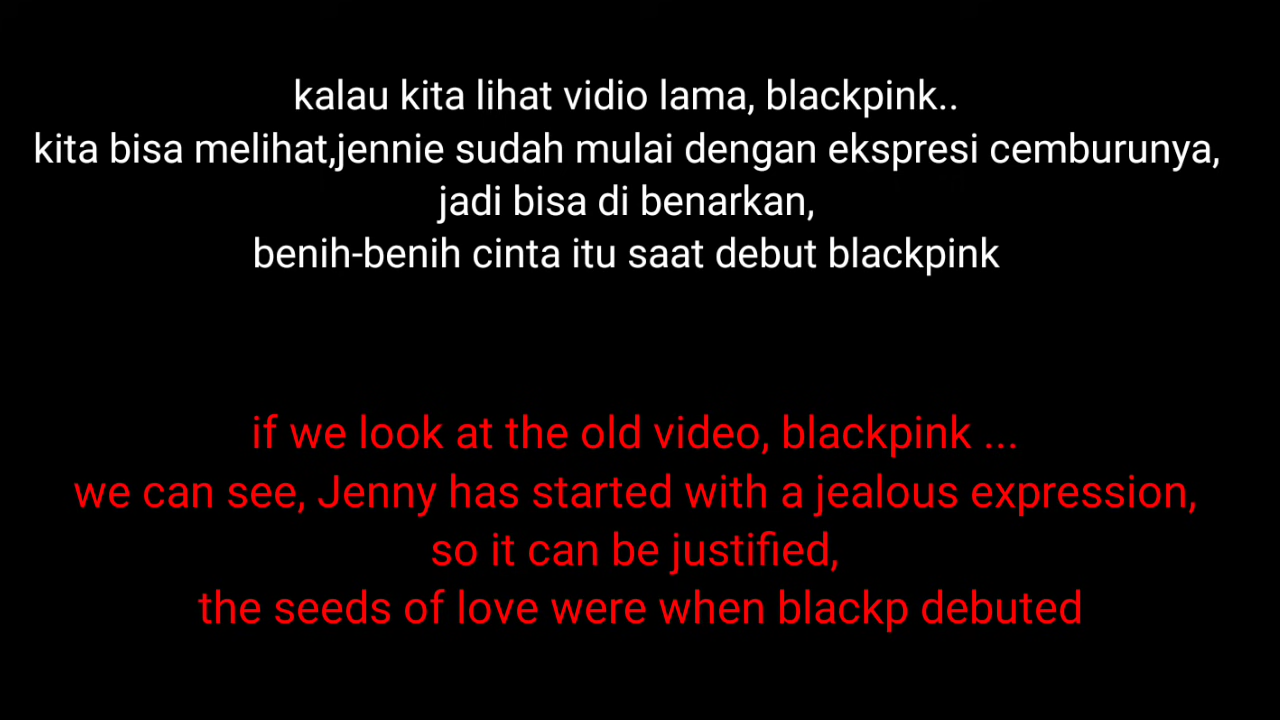 kalau kita lihat vidio lama, blackpink..
kita bisa melihat,jennie sudah mulai dengan ekspresi cemburunya,
jadi bisa di benarkan,
benih-benih cinta itu saat debut blackpink
if we look at the old video, blackpink ...
we can see, Jenny has started with a jealous expression,
so it can be justified,
the seeds of love were when blackp debuted